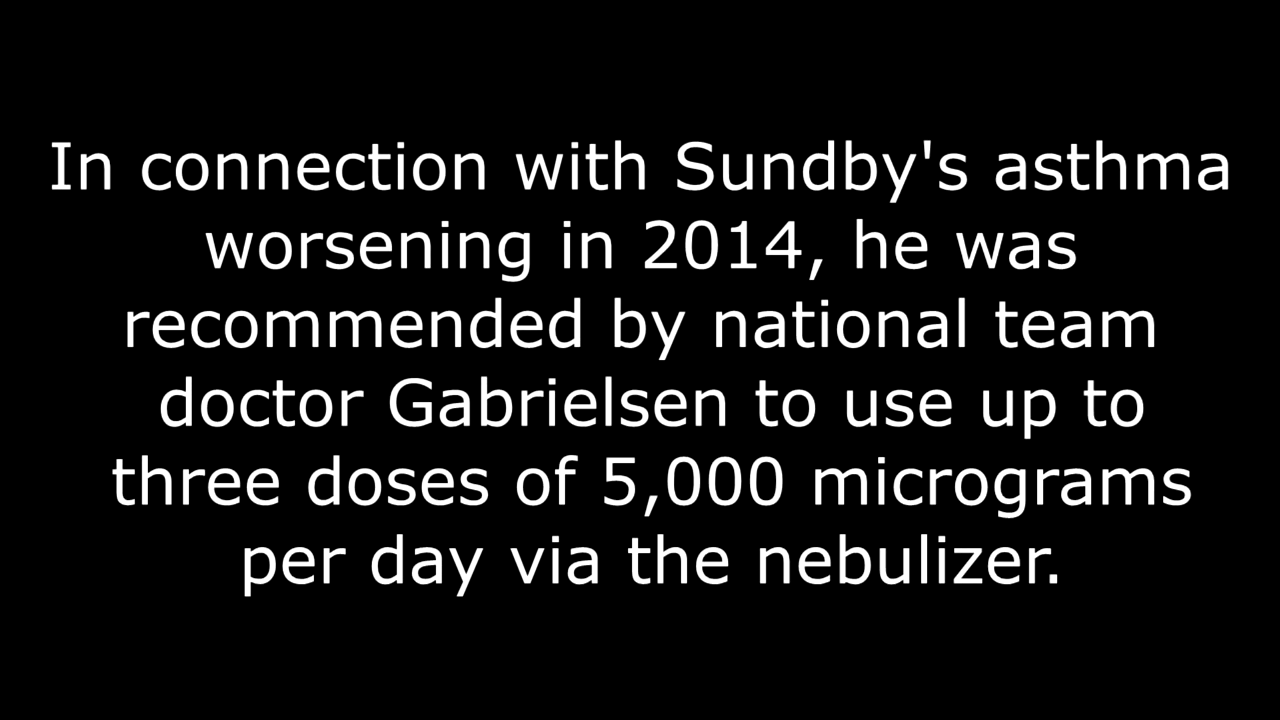 In connection with Sundby's asthma
worsening in 2014, he was
recommended by national team
doctor Gabrielsen to use up to
three doses of 5,000 micrograms
per day via the nebulizer.